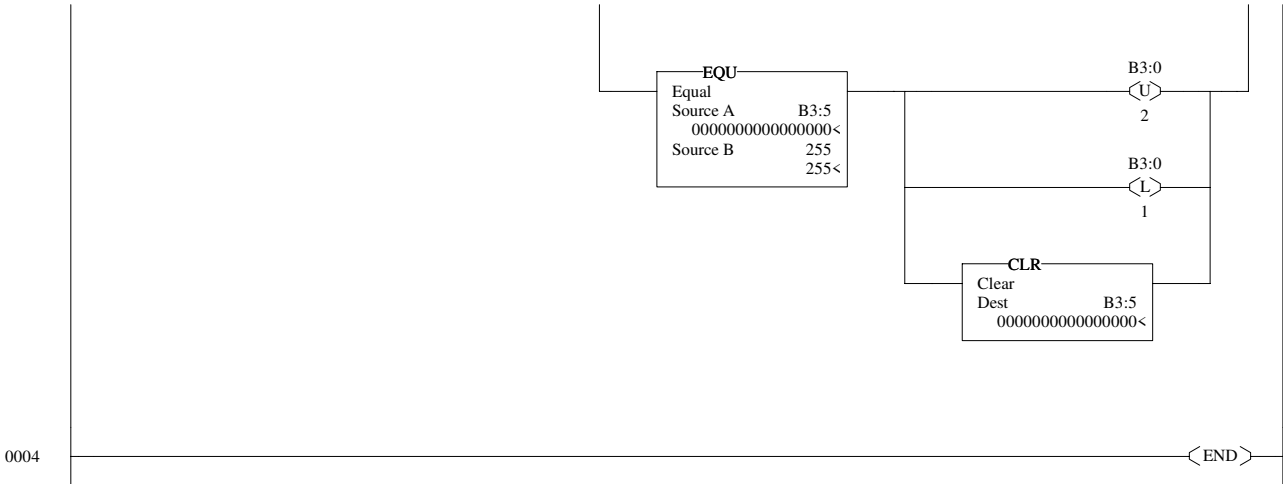 EQU
Equal
Source A B3:5
0000000000000000<
Source B 255
255<
B3:0
U
2
B3:0
L
1
CLR
Clear
Dest B3:5
0000000000000000<
0004
END